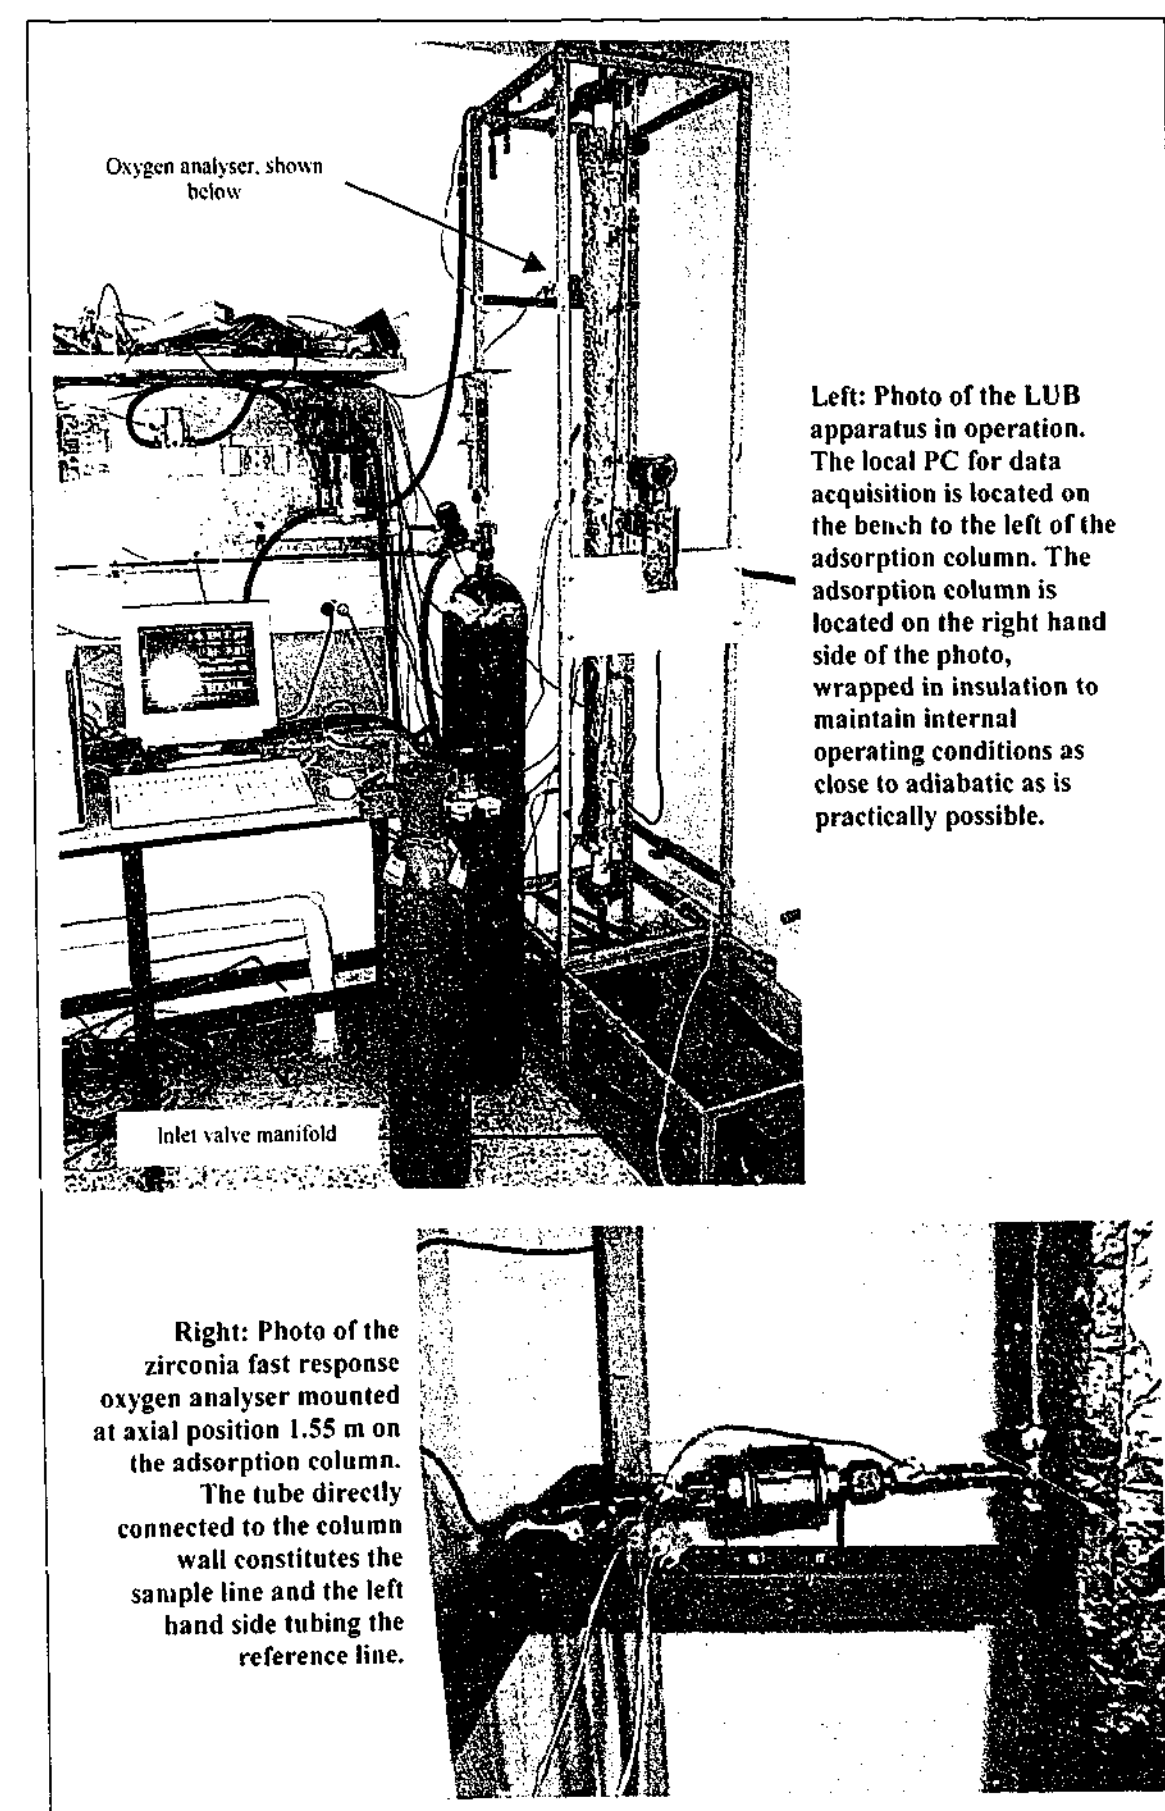 Oxygen analyser, shown
below
Left: Photo of the LUB
apparatus in operation.
The local PC for data
acquisition is located on
the bench to the left of the
adsorption column. The
adsorption column is
located on the right hand
side of the photo,
wrapped in insulation to
maintain internal
operating conditions as
close to adiabatic as is
practically possible.
Inlet valve manifold
Right: Photo of the
zirconia fast response
oxygen analyser mounted
at axial position 1.55 m on
the adsorption column.
The tube directly
connected to the column
wall constitutes the
sample line and the left
hand side tubing the
reference line.